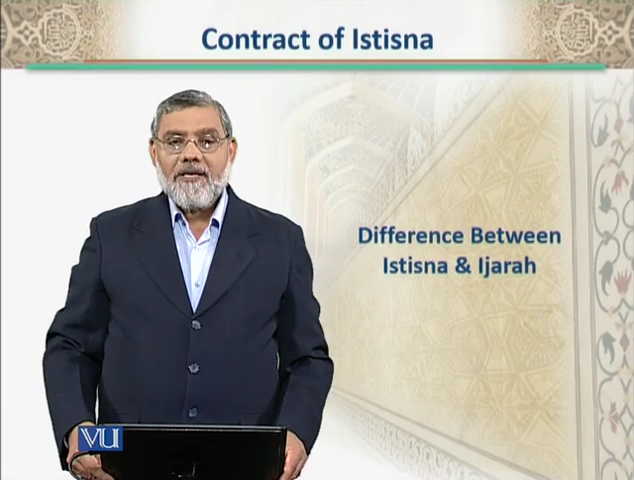 Contract of Istisna
Difference Between
Istisna & Ijarah
VU